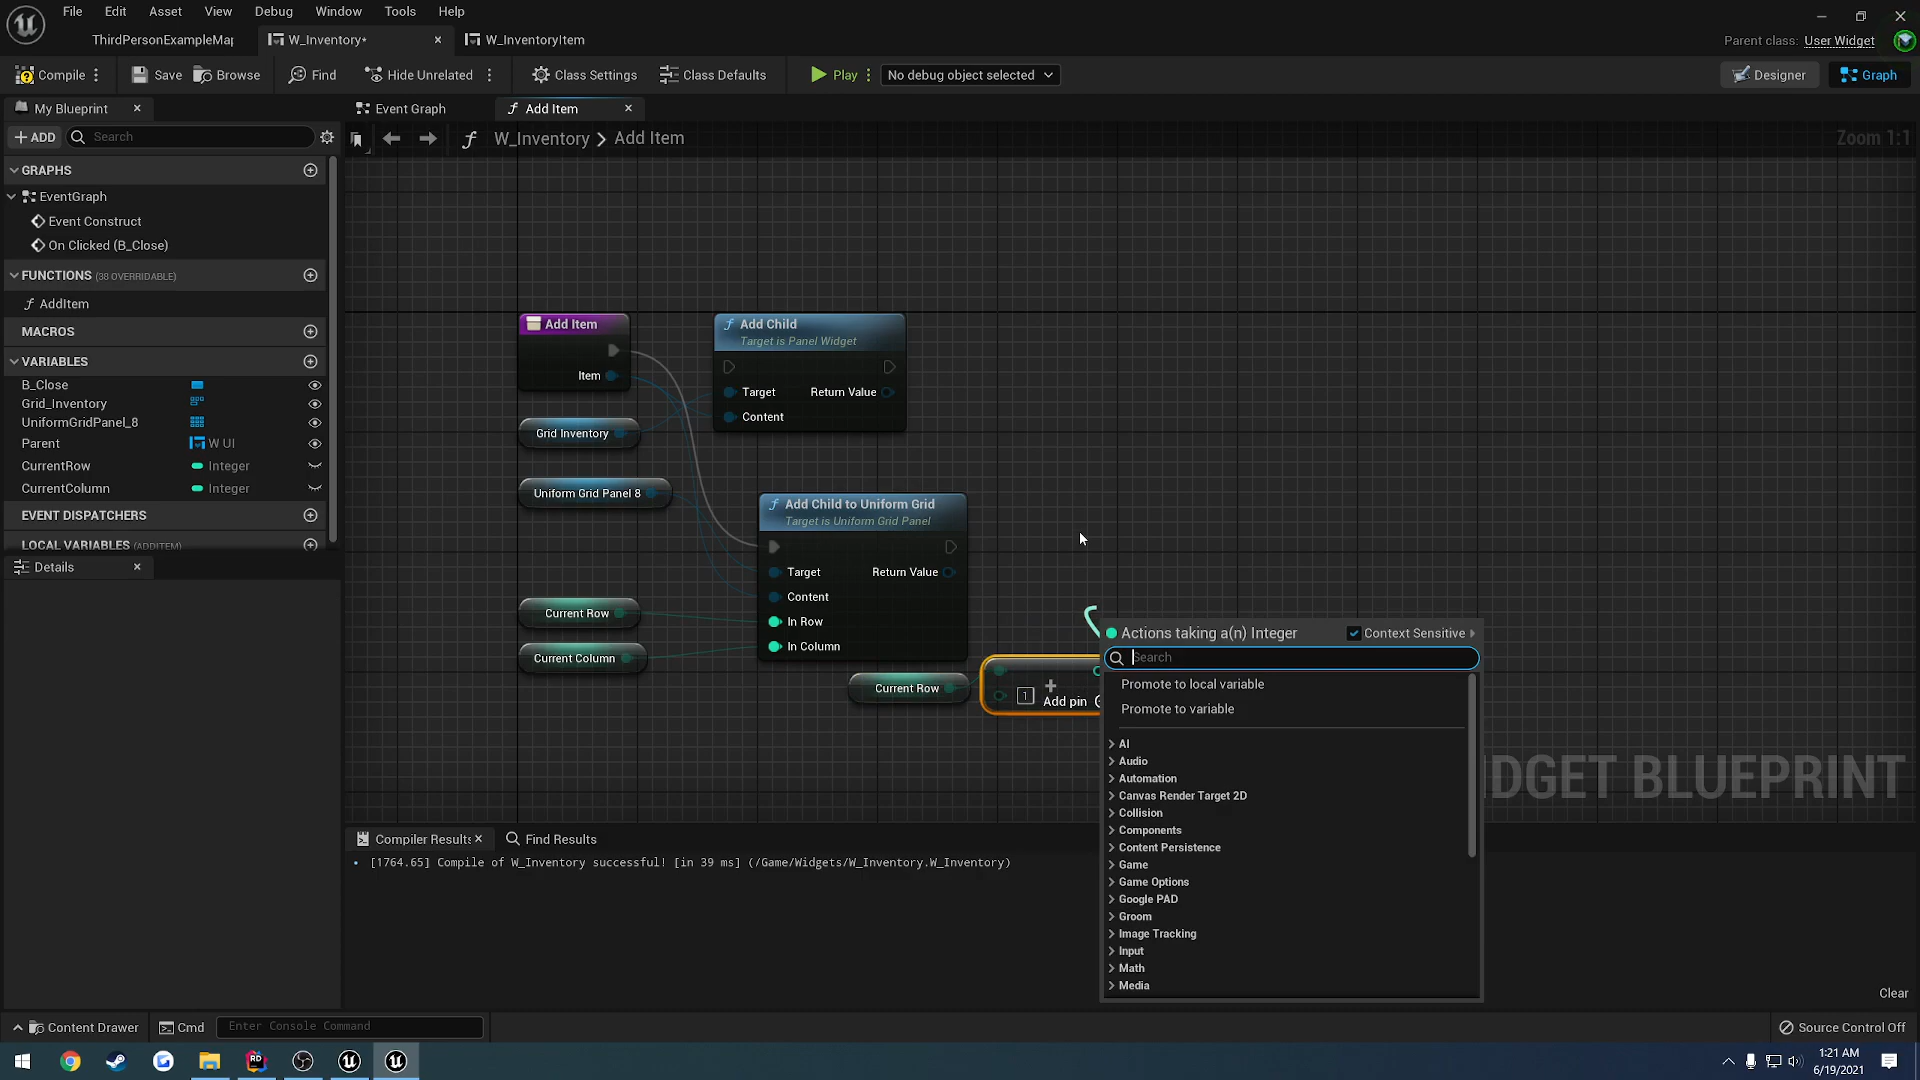 File Edit Asset View Debug Window Tools Help
ThirdPersonExampleMap W_Inventory* W_InventoryItem
Parent class: User Widget
Compile Save Browse Find Hide Unrelated Class Settings Class Defaults Play No debug object selected Designer Graph
My Blueprint Event Graph Add Item
ADD Search W_Inventory Add Item Zoom 1:1
GRAPHS
EventGraph
Event Construct
On Clicked (B_Close)
FUNCTIONS (38 OVERRIDABLE)
AddItem
MACROS
VARIABLES
B_Close
Grid_Inventory
UniformGridPanel_8
Parent W UI
CurrentRow Integer
CurrentColumn Integer
EVENT DISPATCHERS
LOCAL VARIABLES (ADDITEM)
Details
Add Item
Item
Add Child
Target is Panel Widget
Target Return Value
Content
Grid Inventory
Uniform Grid Panel 8
Add Child to Uniform Grid
Target is Uniform Grid Panel
Target Return Value
Content
In Row
In Column
Current Row
Current Column
Current Row
1 Add pin
Actions taking a(n) Integer Context Sensitive
Search
Promote to local variable
Promote to variable
AI
Audio
Automation
Canvas Render Target 2D
Collision
Components
Content Persistence
Game
Game Options
Google PAD
Groom
Image Tracking
Input
Math
Media
DGET BLUEPRINT
Compiler Results Find Results
[1764.65] Compile of W_Inventory successful! [in 39 ms] (/Game/Widgets/W_Inventory.W_Inventory)
Clear
Content Drawer Cmd Enter Console Command Source Control Off
1:21 AM
6/19/2021